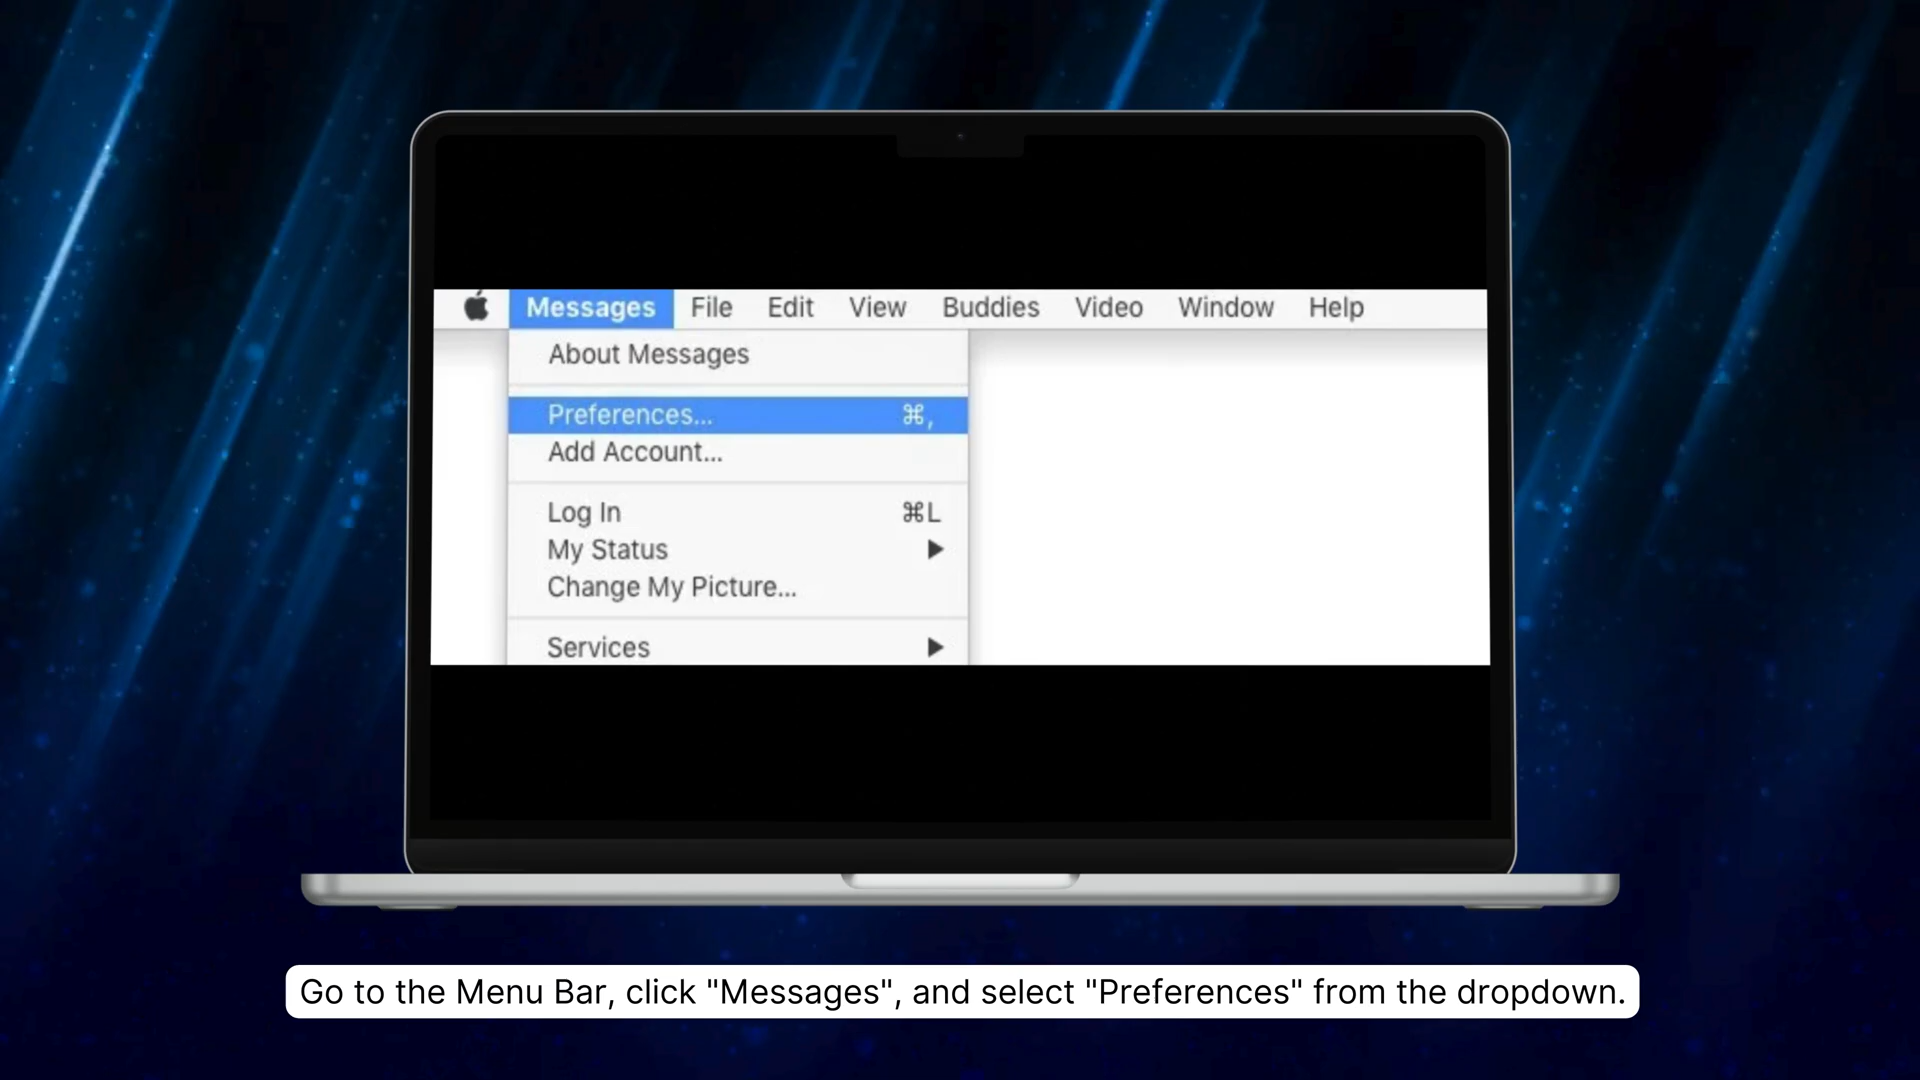 Messages File Edit View Buddies Video Window Help
About Messages
Preferences... ⌘,
Add Account...
Log In ⌘L
My Status ▶
Change My Picture...
Services ▶
Go to the Menu Bar, click "Messages", and select "Preferences" from the dropdown.